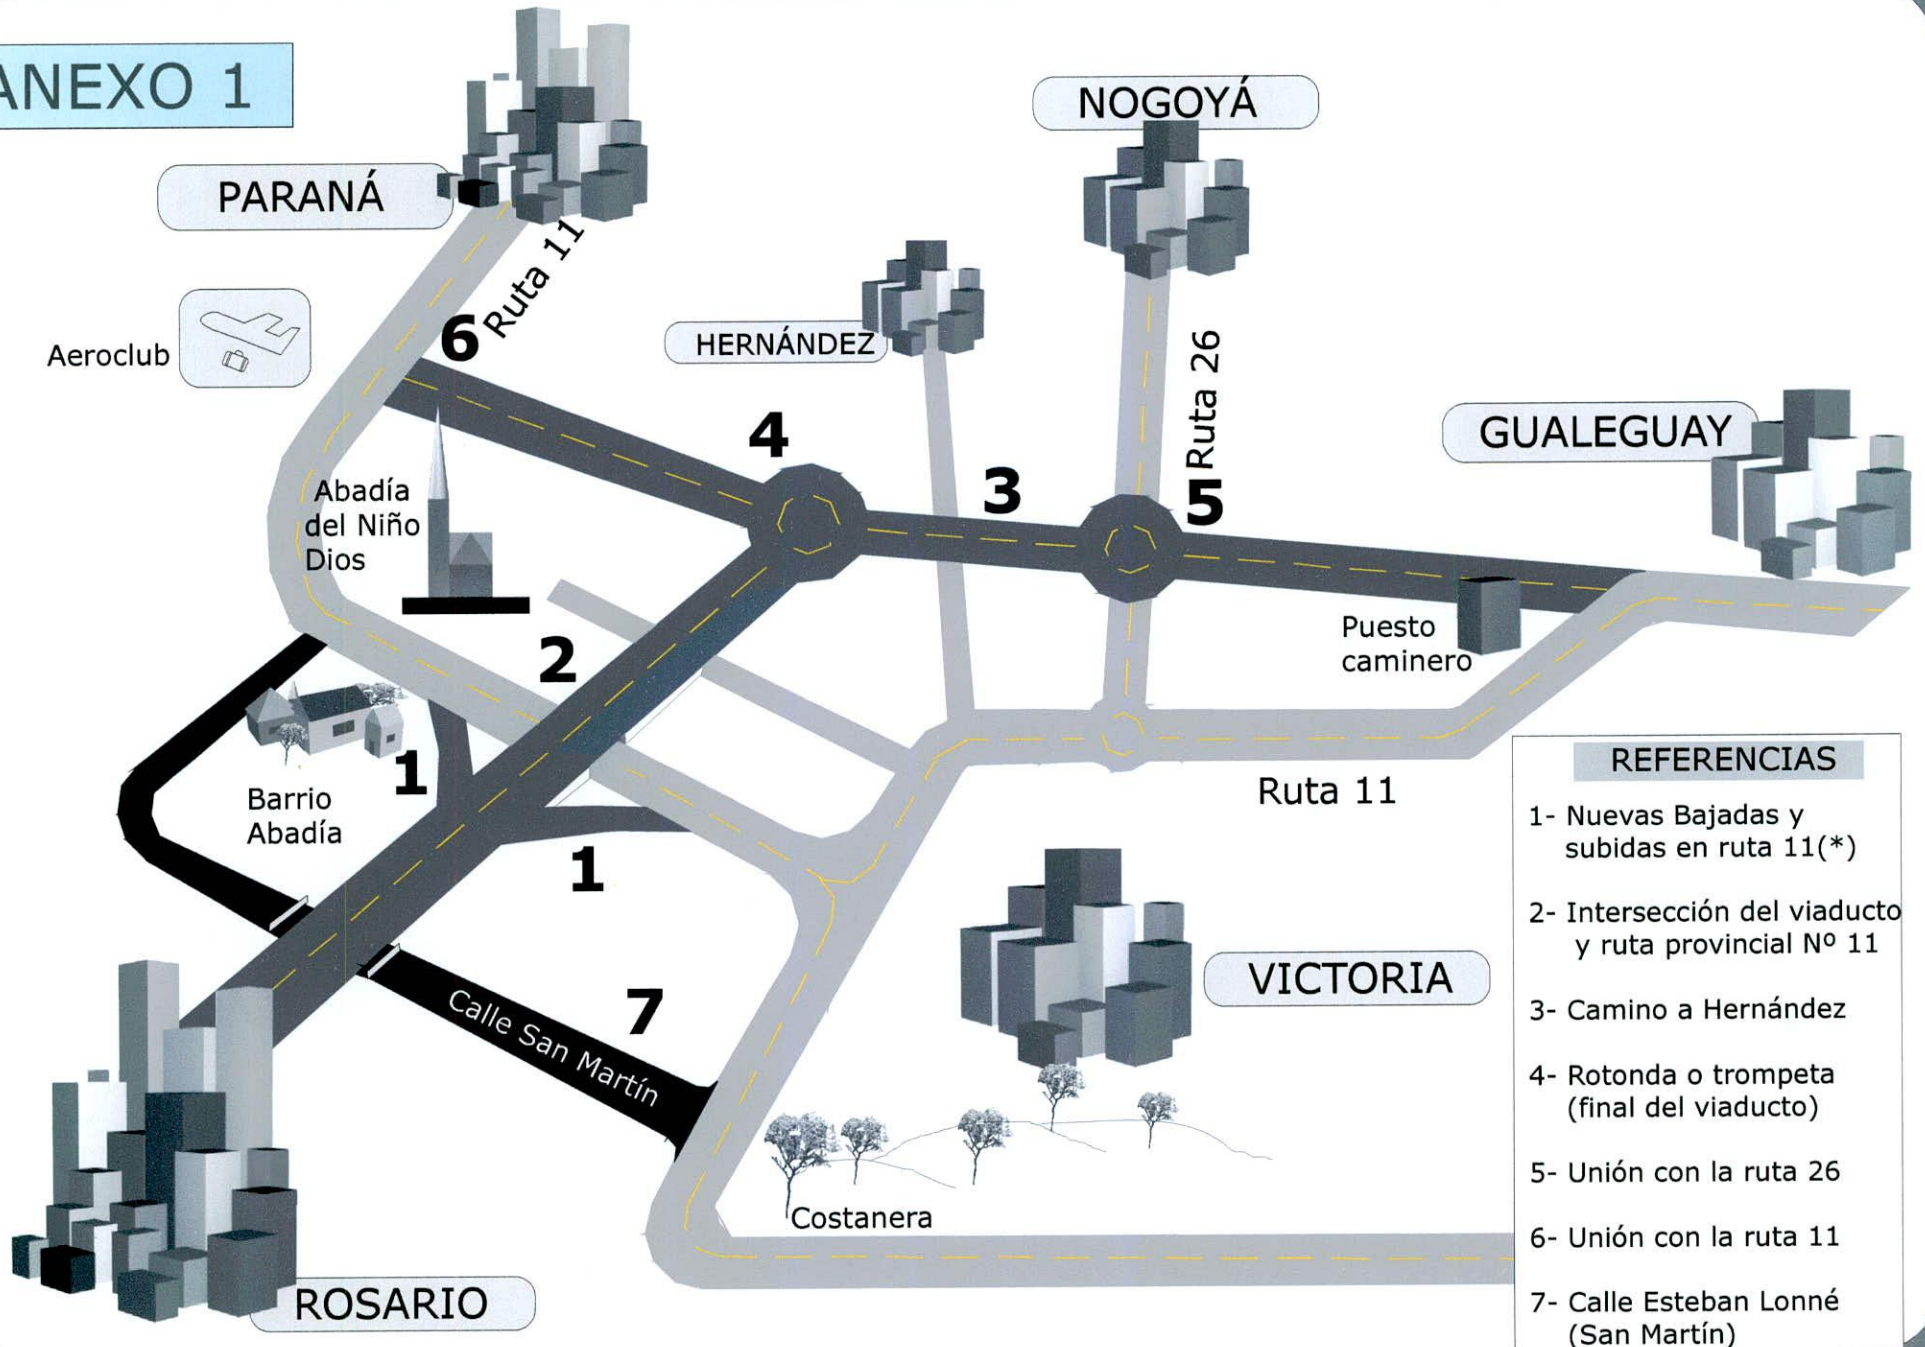 ANEXO 1
PARANÁ
NOGOYÁ
Ruta 11
6
Aeroclub
HERNÁNDEZ
Ruta 26
GUALEGUAY
4
3
5
Abadía
del Niño
Dios
2
Puesto
caminero
1
Barrio
Abadía
Ruta 11
1
VICTORIA
7
Calle San Martín
Costanera
ROSARIO
REFERENCIAS
1- Nuevas Bajadas y
subidas en ruta 11(*)
2- Intersección del viaducto
y ruta provincial Nº 11
3- Camino a Hernández
4- Rotonda o trompeta
(final del viaducto)
5- Unión con la ruta 26
6- Unión con la ruta 11
7- Calle Esteban Lonné
(San Martín)